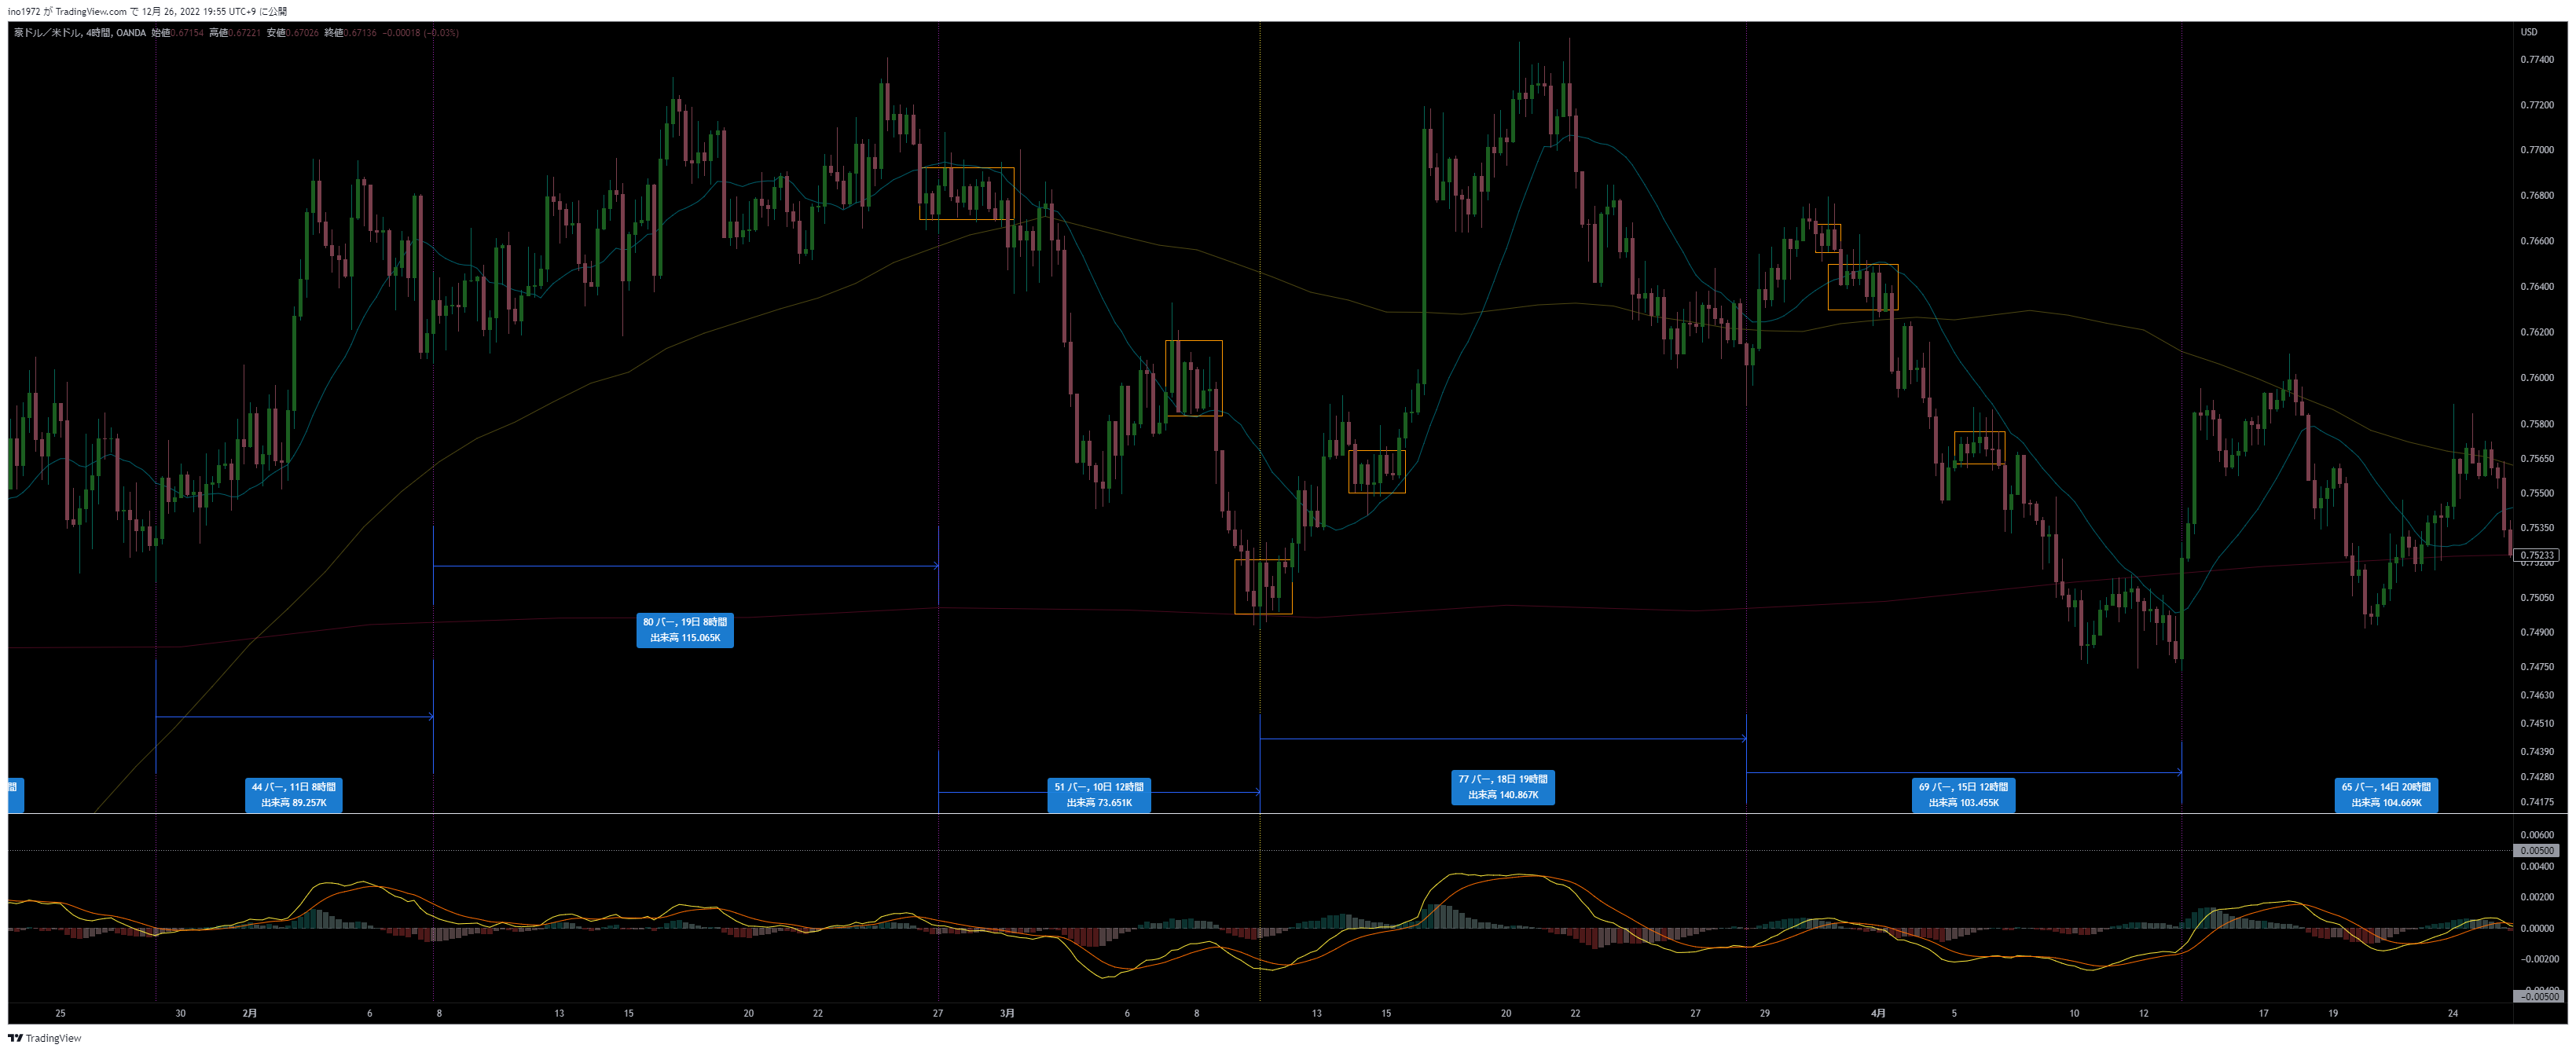 ino1972 が TradingView.com で 12月 26, 2022 19:55 UTC+9 に公開
豪ドル／米ドル, 4時間, OANDA 始値0.67154 高値0.67221 安値0.67026 終値0.67136 −0.00018 (−0.03%)
USD
0.77400
0.77200
0.77000
0.76800
0.76600
0.76400
0.76200
0.76000
0.75800
0.75650
0.75500
0.75350
0.75233
0.75200
0.75050
0.74900
0.74750
0.74630
0.74510
0.74390
0.74280
0.74175
80 バー, 19日 8時間
出来高 115.065K
間
44 バー, 11日 8時間
出来高 89.257K
51 バー, 10日 12時間
出来高 73.651K
77 バー, 18日 19時間
出来高 140.867K
69 バー, 15日 12時間
出来高 103.455K
65 バー, 14日 20時間
出来高 104.669K
0.00600
0.00500
0.00400
0.00200
0.00000
−0.00200
−0.00500
25 30 2月 6 8 13 15 20 22 27 3月 6 8 13 15 20 22 27 29 4月 5 10 12 17 19 24
TradingView